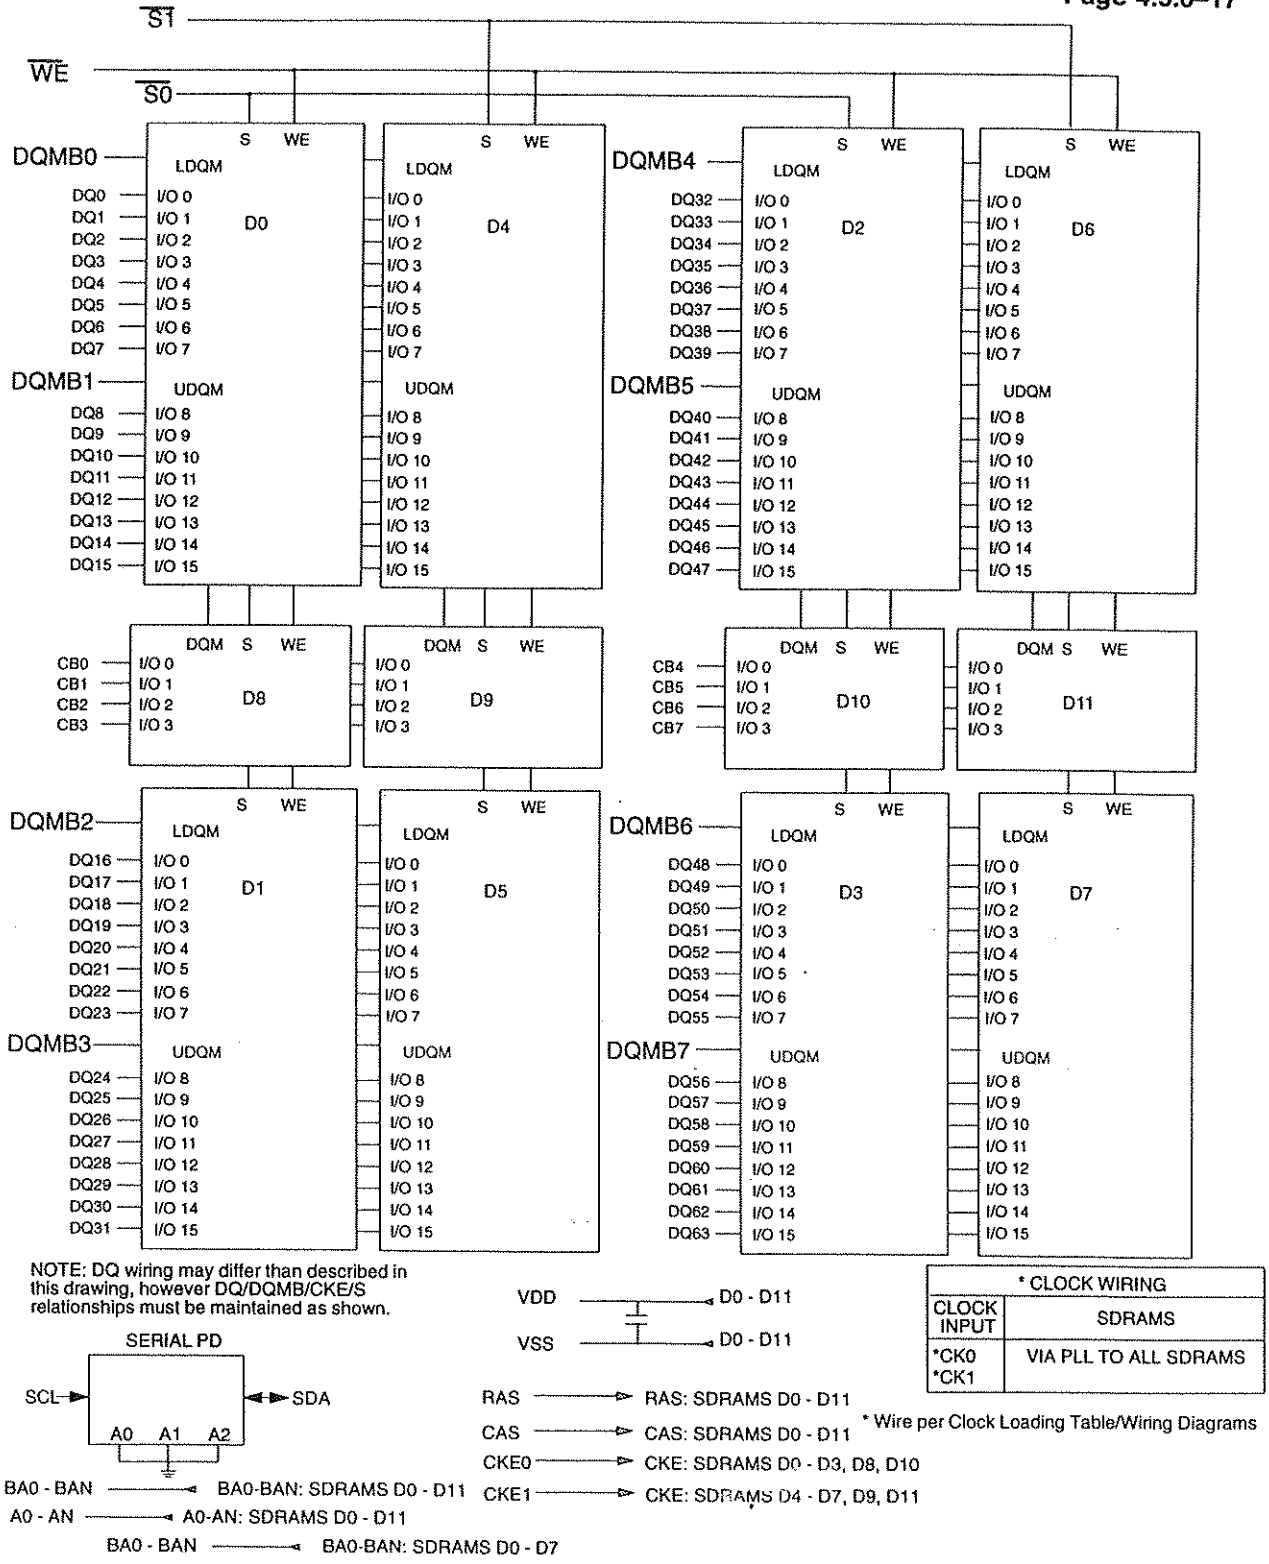 Page 4.5.6–17
S1
WE
S0
S WE
S WE
S WE
S WE
DQMB0
LDQM
LDQM
DQMB4
LDQM
LDQM
DQ0 I/O 0 I/O 0 DQ32 I/O 0 I/O 0
DQ1 I/O 1 D0 I/O 1 D4 DQ33 I/O 1 D2 I/O 1 D6
DQ2 I/O 2 I/O 2 DQ34 I/O 2 I/O 2
DQ3 I/O 3 I/O 3 DQ35 I/O 3 I/O 3
DQ4 I/O 4 I/O 4 DQ36 I/O 4 I/O 4
DQ5 I/O 5 I/O 5 DQ37 I/O 5 I/O 5
DQ6 I/O 6 I/O 6 DQ38 I/O 6 I/O 6
DQ7 I/O 7 I/O 7 DQ39 I/O 7 I/O 7
DQMB1 UDQM UDQM DQMB5 UDQM UDQM
DQ8 I/O 8 I/O 8 DQ40 I/O 8 I/O 8
DQ9 I/O 9 I/O 9 DQ41 I/O 9 I/O 9
DQ10 I/O 10 I/O 10 DQ42 I/O 10 I/O 10
DQ11 I/O 11 I/O 11 DQ43 I/O 11 I/O 11
DQ12 I/O 12 I/O 12 DQ44 I/O 12 I/O 12
DQ13 I/O 13 I/O 13 DQ45 I/O 13 I/O 13
DQ14 I/O 14 I/O 14 DQ46 I/O 14 I/O 14
DQ15 I/O 15 I/O 15 DQ47 I/O 15 I/O 15
DQM S WE DQM S WE DQM S WE DQM S WE
CB0 I/O 0 I/O 0 CB4 I/O 0 I/O 0
CB1 I/O 1 I/O 1 CB5 I/O 1 I/O 1
CB2 I/O 2 D8 I/O 2 D9 CB6 I/O 2 D10 I/O 2 D11
CB3 I/O 3 I/O 3 CB7 I/O 3 I/O 3
S WE S WE S WE S WE
DQMB2 LDQM LDQM DQMB6 LDQM LDQM
DQ16 I/O 0 I/O 0 DQ48 I/O 0 I/O 0
DQ17 I/O 1 D1 I/O 1 D5 DQ49 I/O 1 D3 I/O 1 D7
DQ18 I/O 2 I/O 2 DQ50 I/O 2 I/O 2
DQ19 I/O 3 I/O 3 DQ51 I/O 3 I/O 3
DQ20 I/O 4 I/O 4 DQ52 I/O 4 I/O 4
DQ21 I/O 5 I/O 5 DQ53 I/O 5 I/O 5
DQ22 I/O 6 I/O 6 DQ54 I/O 6 I/O 6
DQ23 I/O 7 I/O 7 DQ55 I/O 7 I/O 7
DQMB3 UDQM UDQM DQMB7 UDQM UDQM
DQ24 I/O 8 I/O 8 DQ56 I/O 8 I/O 8
DQ25 I/O 9 I/O 9 DQ57 I/O 9 I/O 9
DQ26 I/O 10 I/O 10 DQ58 I/O 10 I/O 10
DQ27 I/O 11 I/O 11 DQ59 I/O 11 I/O 11
DQ28 I/O 12 I/O 12 DQ60 I/O 12 I/O 12
DQ29 I/O 13 I/O 13 DQ61 I/O 13 I/O 13
DQ30 I/O 14 I/O 14 DQ62 I/O 14 I/O 14
DQ31 I/O 15 I/O 15 DQ63 I/O 15 I/O 15
NOTE: DQ wiring may differ than described in
this drawing, however DQ/DQMB/CKE/S
relationships must be maintained as shown.
VDD D0 - D11
VSS D0 - D11
* CLOCK WIRING
CLOCK INPUT SDRAMS
*CK0 VIA PLL TO ALL SDRAMS
*CK1
* Wire per Clock Loading Table/Wiring Diagrams
SERIAL PD
SCL SDA
A0 A1 A2
RAS RAS: SDRAMS D0 - D11
CAS CAS: SDRAMS D0 - D11
CKE0 CKE: SDRAMS D0 - D3, D8, D10
CKE1 CKE: SDRAMS D4 - D7, D9, D11
BA0 - BAN BA0-BAN: SDRAMS D0 - D11
A0 - AN A0-AN: SDRAMS D0 - D11
BA0 - BAN BA0-BAN: SDRAMS D0 - D7